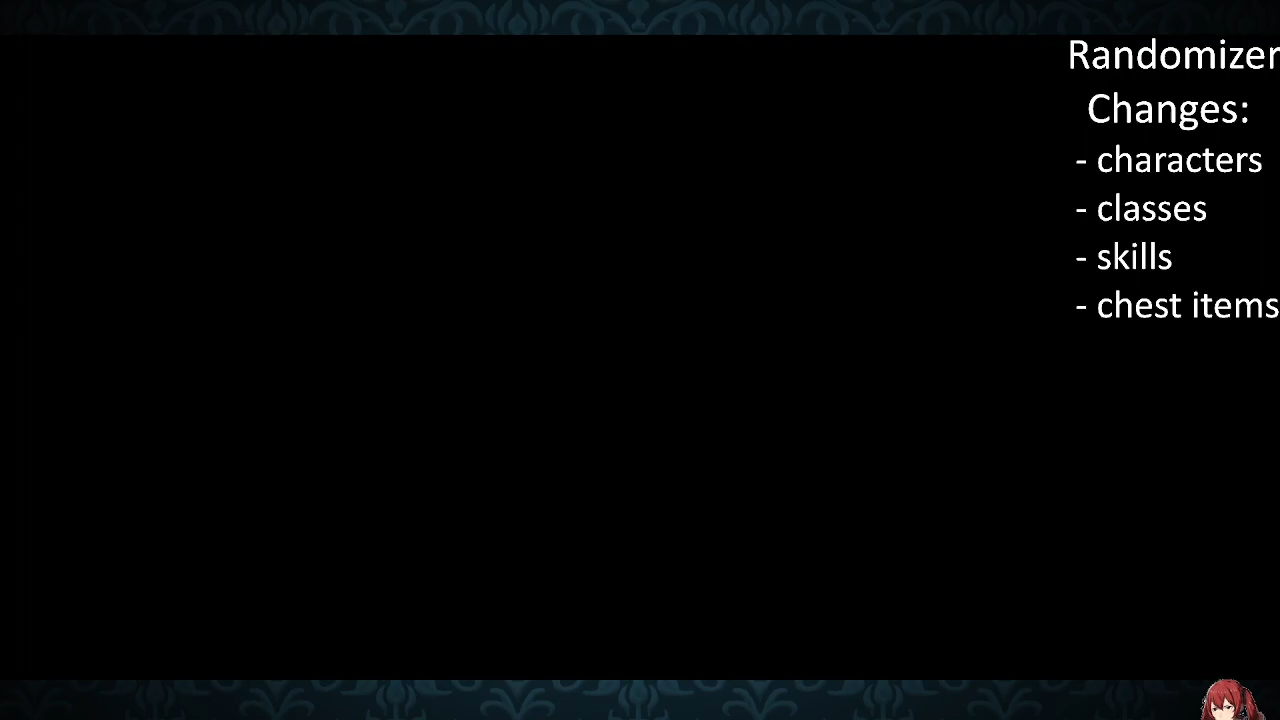 Randomizer
Changes:
- characters
- classes
- skills
- chest items